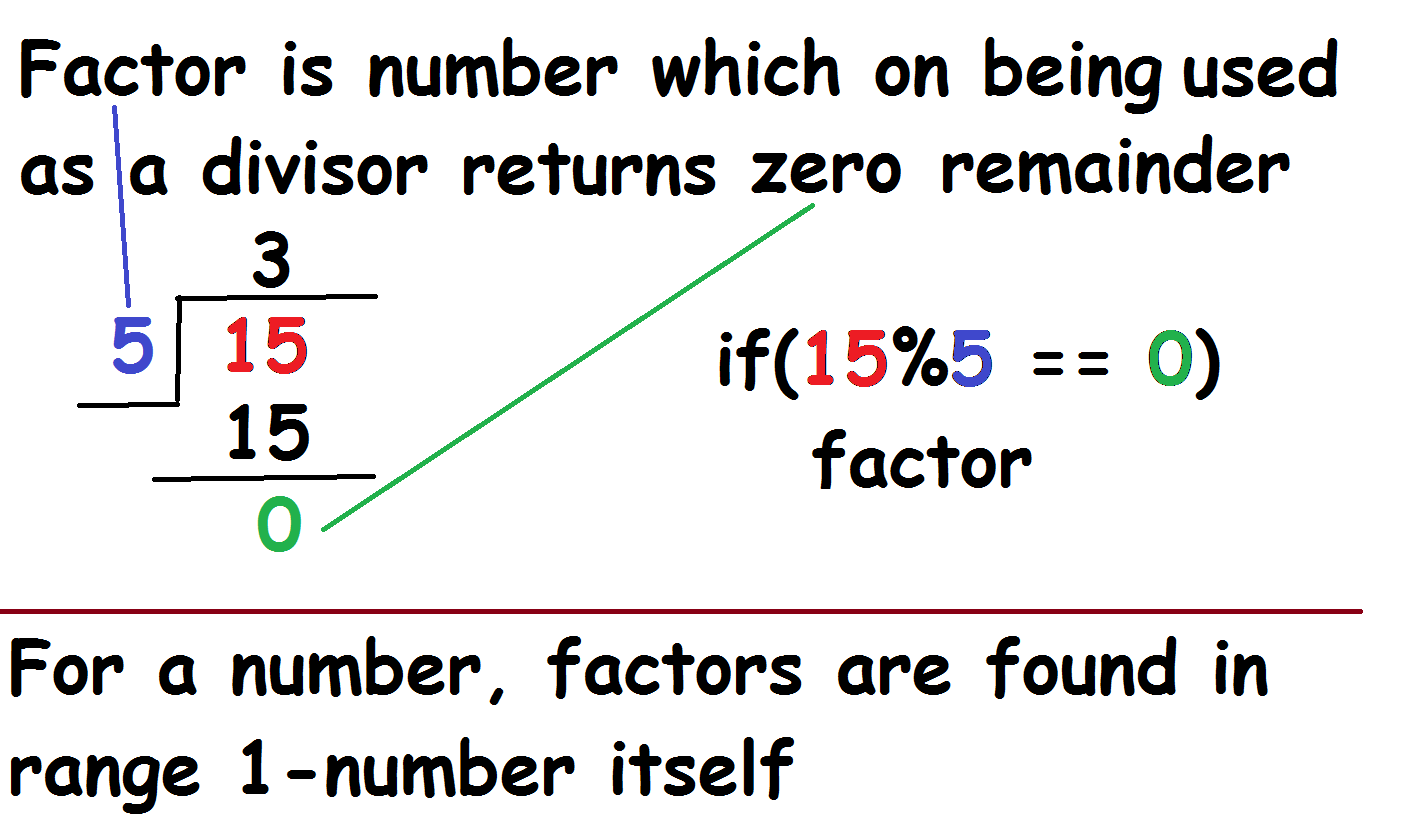 Factor is number which on being used
as a divisor returns zero remainder
3
5 15
15
0
if(15%5 == 0)
factor
For a number, factors are found in
range 1-number itself